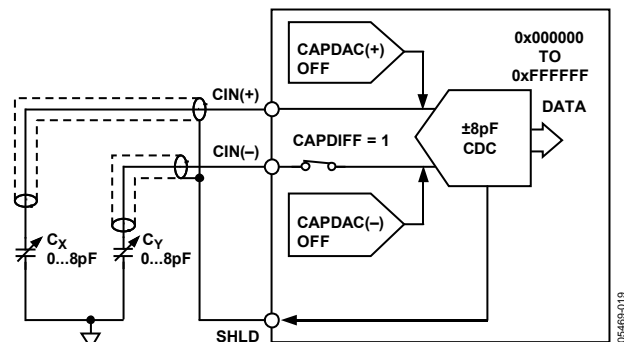 CAPDAC(+)
OFF
0x000000
TO
0xFFFFFF
DATA
CIN(+)
±8pF
CDC
CIN(–)
CAPDIFF = 1
CAPDAC(–)
OFF
CX
0...8pF
CY
0...8pF
SHLD
05469-019